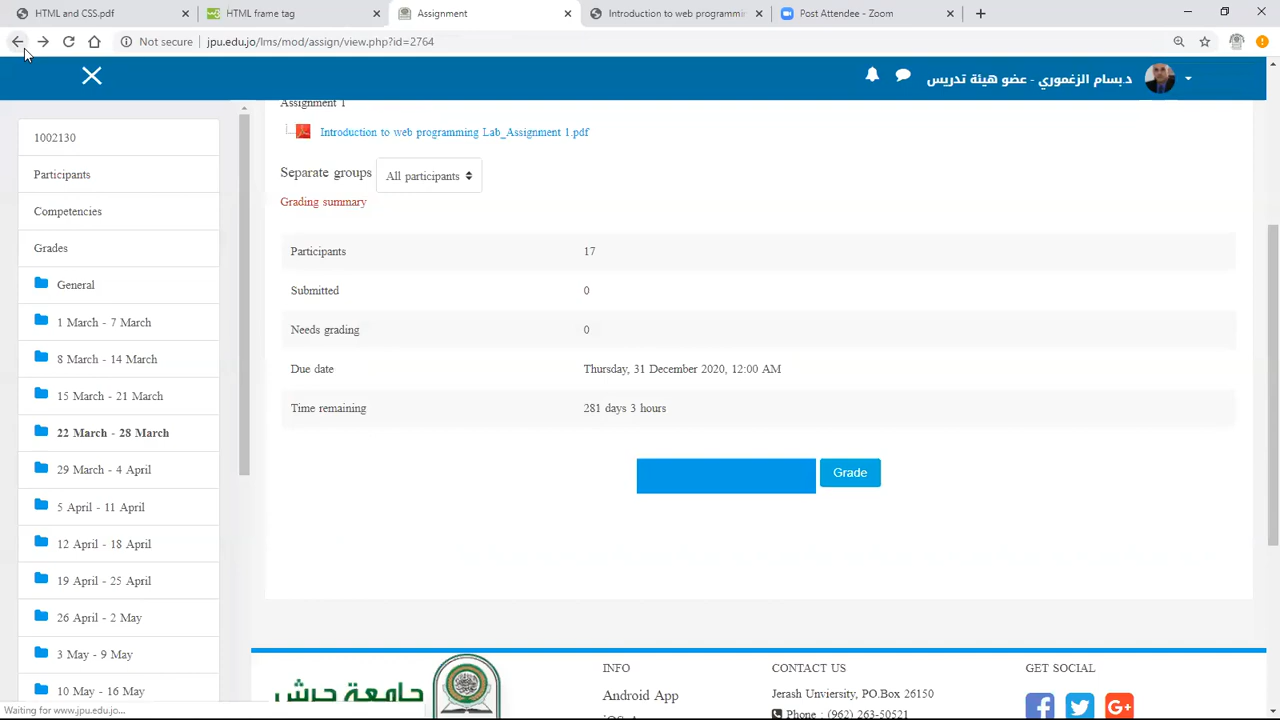 HTML and CSS.pdf
HTML frame tag
Assignment
Introduction to web programmin
Post Attendee - Zoom
Not secure
jpu.edu.jo/lms/mod/assign/view.php?id=2764
د.بسام الزغموري - عضو هيئة تدريس
1002130
Participants
Competencies
Grades
General
1 March - 7 March
8 March - 14 March
15 March - 21 March
22 March - 28 March
29 March - 4 April
5 April - 11 April
12 April - 18 April
19 April - 25 April
26 April - 2 May
3 May - 9 May
10 May - 16 May
Assignment 1
Introduction to web programming Lab_Assignment 1.pdf
Separate groups
All participants
Grading summary
Participants
17
Submitted
0
Needs grading
0
Due date
Thursday, 31 December 2020, 12:00 AM
Time remaining
281 days 3 hours
Grade
جامعة جرش
INFO
Android App
CONTACT US
Jerash Unviersity, PO.Box 26150
Phone : (962) 263-50521
GET SOCIAL
Waiting for www.jpu.edu.jo...